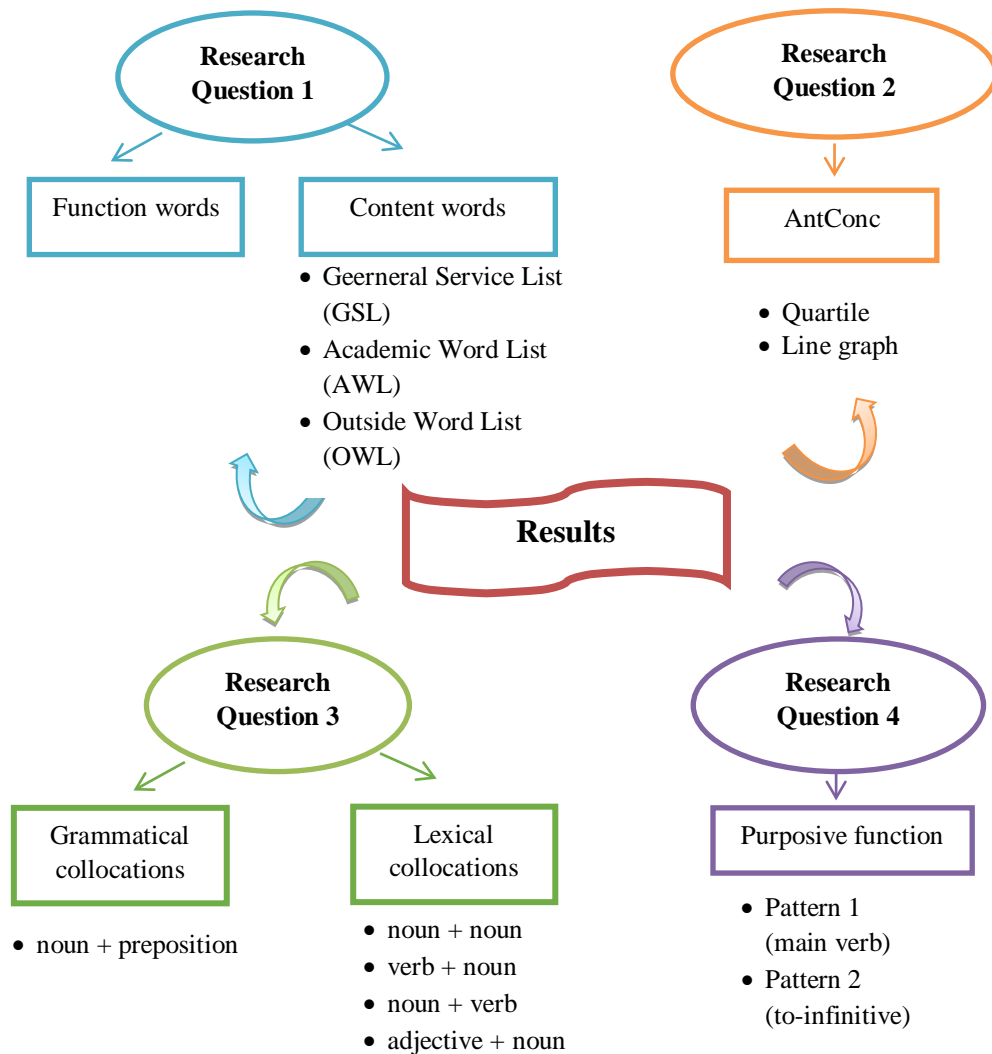 Research
Question 1
Function words
Content words
• Geerneral Service List
(GSL)
• Academic Word List
(AWL)
• Outside Word List
(OWL)
Research
Question 2
AntConc
• Quartile
• Line graph
Results
Research
Question 3
Grammatical
collocations
• noun + preposition
Lexical
collocations
• noun + noun
• verb + noun
• noun + verb
• adjective + noun
Research
Question 4
Purposive function
• Pattern 1
(main verb)
• Pattern 2
(to-infinitive)